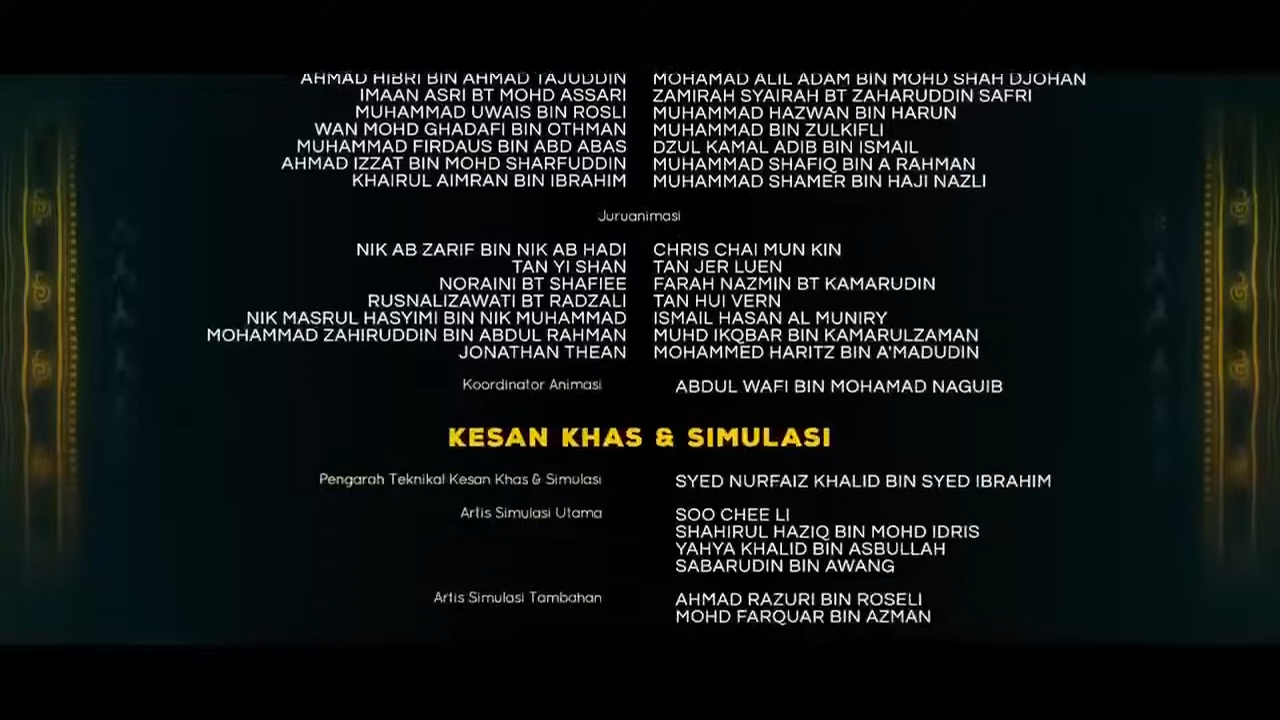 AHMAD HIBRI BIN AHMAD TAJUDDIN MOHAMAD ALIL ADAM BIN MOHD SHAH DJOHAN
IMAAN ASRI BT MOHD ASSARI ZAMIRAH SYAIRAH BT ZAHARUDDIN SAFRI
MUHAMMAD UWAIS BIN ROSLI MUHAMMAD HAZWAN BIN HARUN
WAN MOHD GHADAFI BIN OTHMAN MUHAMMAD BIN ZULKIFLI
MUHAMMAD FIRDAUS BIN ABD ABAS DZUL KAMAL ADIB BIN ISMAIL
AHMAD IZZAT BIN MOHD SHARFUDDIN MUHAMMAD SHAFIQ BIN A RAHMAN
KHAIRUL AIMRAN BIN IBRAHIM MUHAMMAD SHAMER BIN HAJI NAZLI
Juruanimasi
NIK AB ZARIF BIN NIK AB HADI CHRIS CHAI MUN KIN
TAN YI SHAN TAN JER LUEN
NORAINI BT SHAFIEE FARAH NAZMIN BT KAMARUDIN
RUSNALIZAWATI BT RADZALI TAN HUI VERN
NIK MASRUL HASYIMI BIN NIK MUHAMMAD ISMAIL HASAN AL MUNIRY
MOHAMMAD ZAHIRUDDIN BIN ABDUL RAHMAN MUHD IKQBAR BIN KAMARULZAMAN
JONATHAN THEAN MOHAMMED HARITZ BIN A'MADUDIN
Koordinator Animasi ABDUL WAFI BIN MOHAMAD NAGUIB
KESAN KHAS & SIMULASI
Pengarah Teknikal Kesan Khas & Simulasi SYED NURFAIZ KHALID BIN SYED IBRAHIM
Artis Simulasi Utama SOO CHEE LI
SHAHIRUL HAZIQ BIN MOHD IDRIS
YAHYA KHALID BIN ASBULLAH
SABARUDIN BIN AWANG
Artis Simulasi Tambahan AHMAD RAZURI BIN ROSELI
MOHD FARQUAR BIN AZMAN